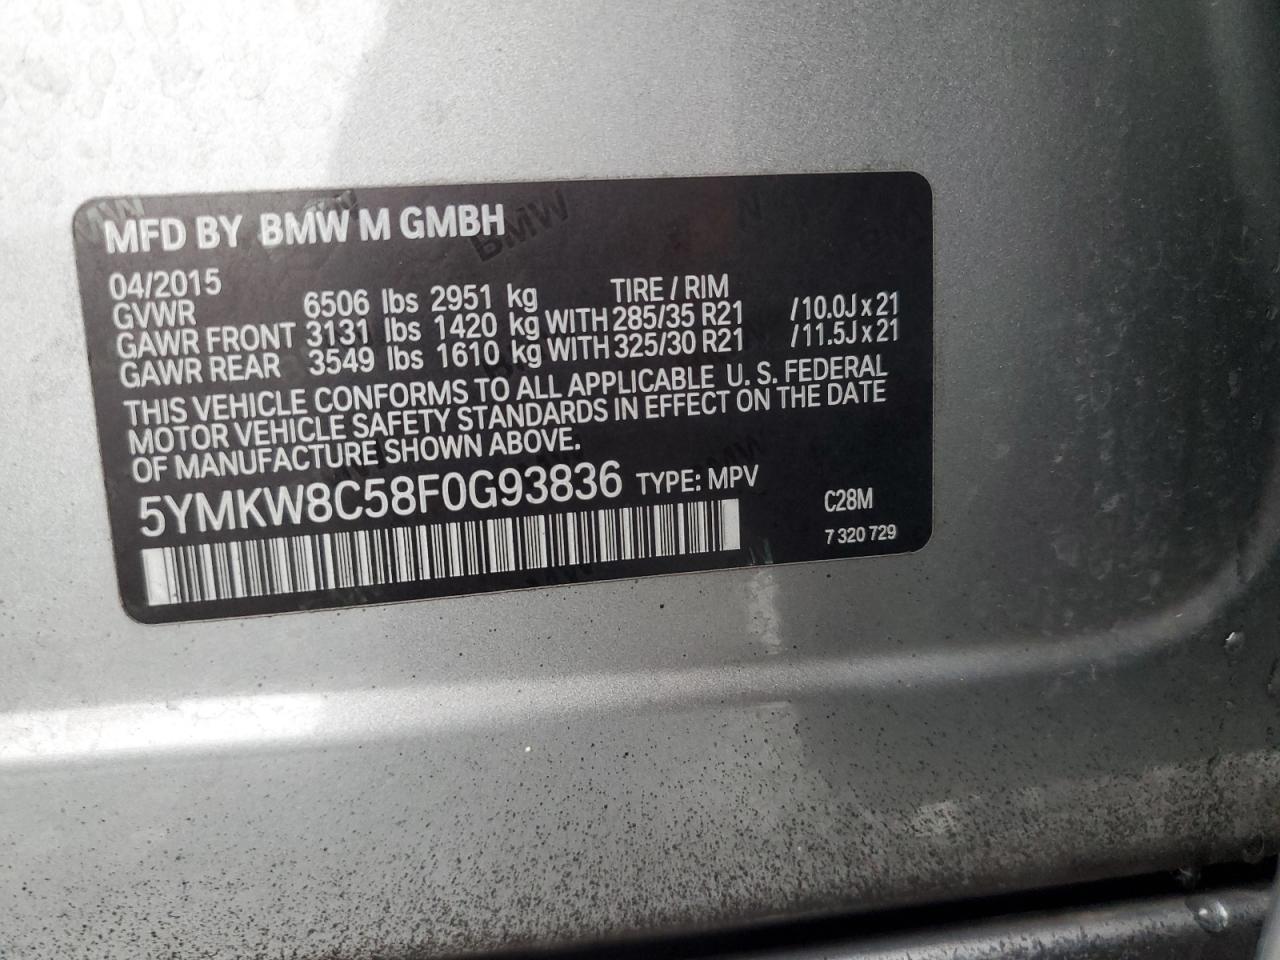 MFD BY BMW M GMBH
04/2015 TIRE / RIM
GVWR 6506 lbs 2951 kg
GAWR FRONT 3131 lbs 1420 kg WITH 285/35 R21 /10.0J x 21
GAWR REAR 3549 lbs 1610 kg WITH 325/30 R21 /11.5J x 21
THIS VEHICLE CONFORMS TO ALL APPLICABLE U. S. FEDERAL
MOTOR VEHICLE SAFETY STANDARDS IN EFFECT ON THE DATE
OF MANUFACTURE SHOWN ABOVE.
5YMKW8C58F0G93836 TYPE: MPV
C28M
7 320 729